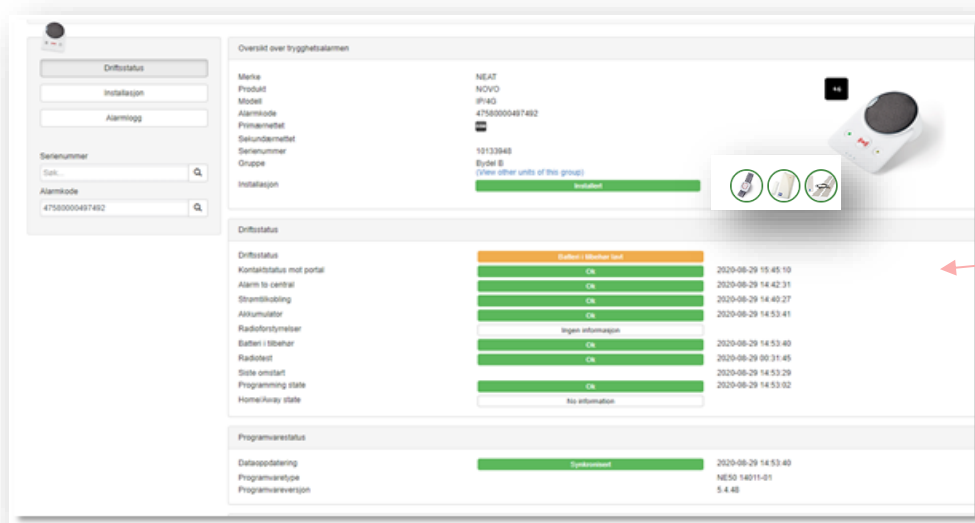 Driftsstatus
Installasjon
Alarmlogg
Serienummer
Søk...
Alarmkode
47580000497492
Oversikt over trygghetsalarmen
Merke NEAT
Produkt NOVO
Modell IP/4G
Alarmkode 47580000497492
Primærnettet
Sekundærnettet
Serienummer 10133948
Gruppe Bydel B
(View other units of this group)
Installasjon Installert
Driftsstatus
Driftsstatus Batteri i tilbehør lavt
Kontaktstatus mot portal Ok 2020-08-29 15:45:10
Alarm to central Ok 2020-08-29 14:42:31
Strømtilkobling Ok 2020-08-29 14:40:27
Akkumulator Ok 2020-08-29 14:53:41
Radioforstyrrelser Ingen informasjon
Batteri i tilbehør Ok 2020-08-29 14:53:40
Radiotest Ok 2020-08-29 00:31:45
Siste omstart 2020-08-29 14:53:29
Programming state Ok 2020-08-29 14:53:02
Home/Away state No information
Programvarestatus
Dataoppdatering Synkronisert 2020-08-29 14:53:40
Programvaretype NE50 14011-01
Programvareversjon 5.4.48